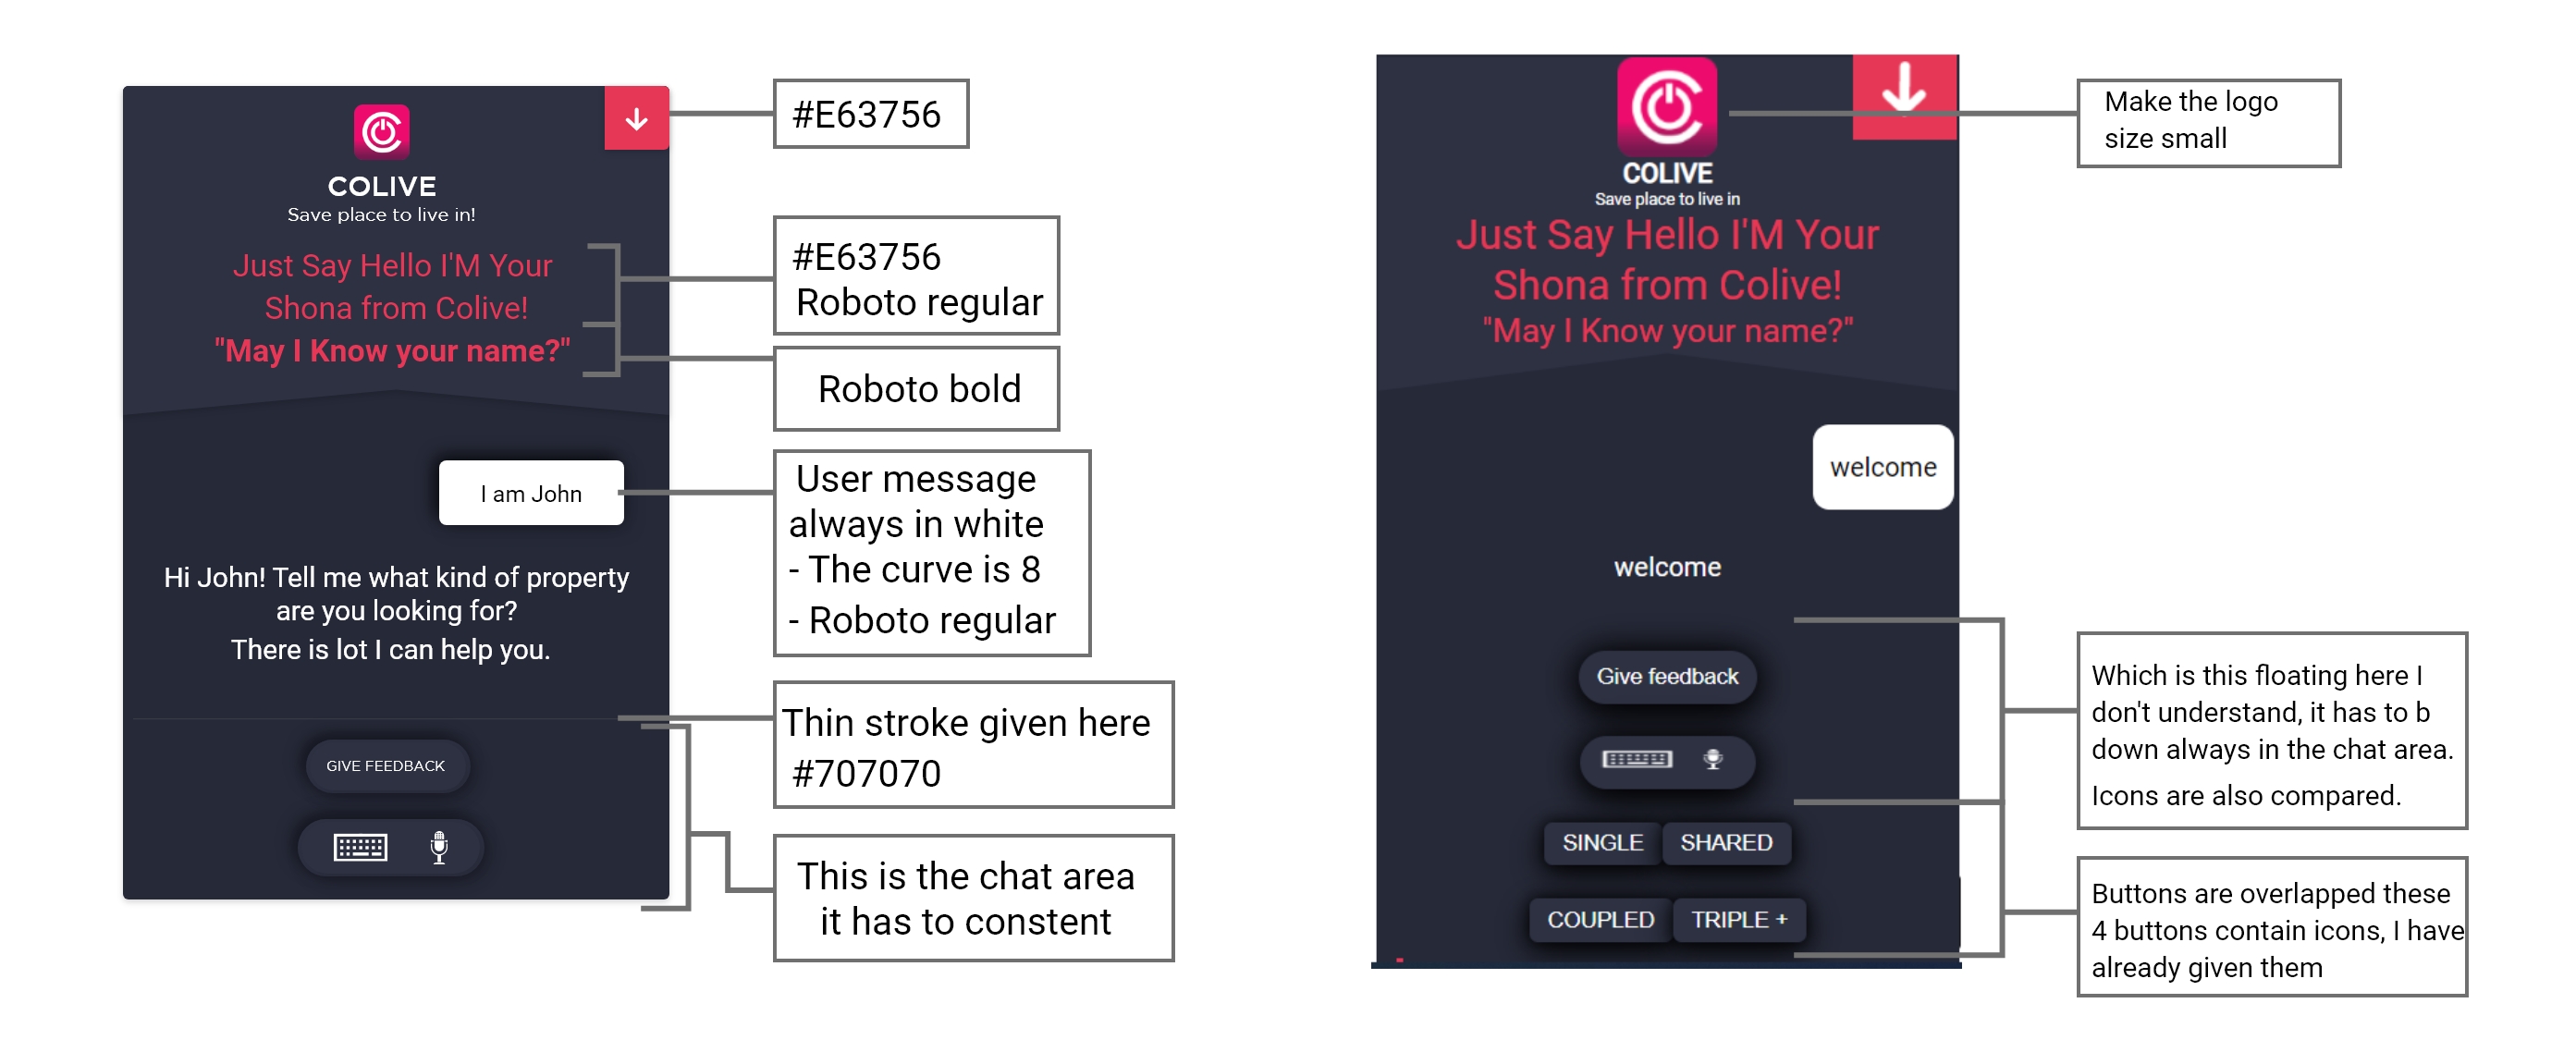 COLIVE
Save place to live in!
Just Say Hello I'M Your
Shona from Colive!
"May I Know your name?"
I am John
Hi John! Tell me what kind of property
are you looking for?
There is lot I can help you.
GIVE FEEDBACK
#E63756
#E63756
Roboto regular
Roboto bold
User message
always in white
- The curve is 8
- Roboto regular
Thin stroke given here
#707070
This is the chat area
it has to constent
COLIVE
Save place to live in
Just Say Hello I'M Your
Shona from Colive!
"May I Know your name?"
welcome
welcome
Give feedback
SINGLE
SHARED
COUPLED
TRIPLE +
Make the logo
size small
Which is this floating here I
don't understand, it has to b
down always in the chat area.
Icons are also compared.
Buttons are overlapped these
4 buttons contain icons, I have
already given them